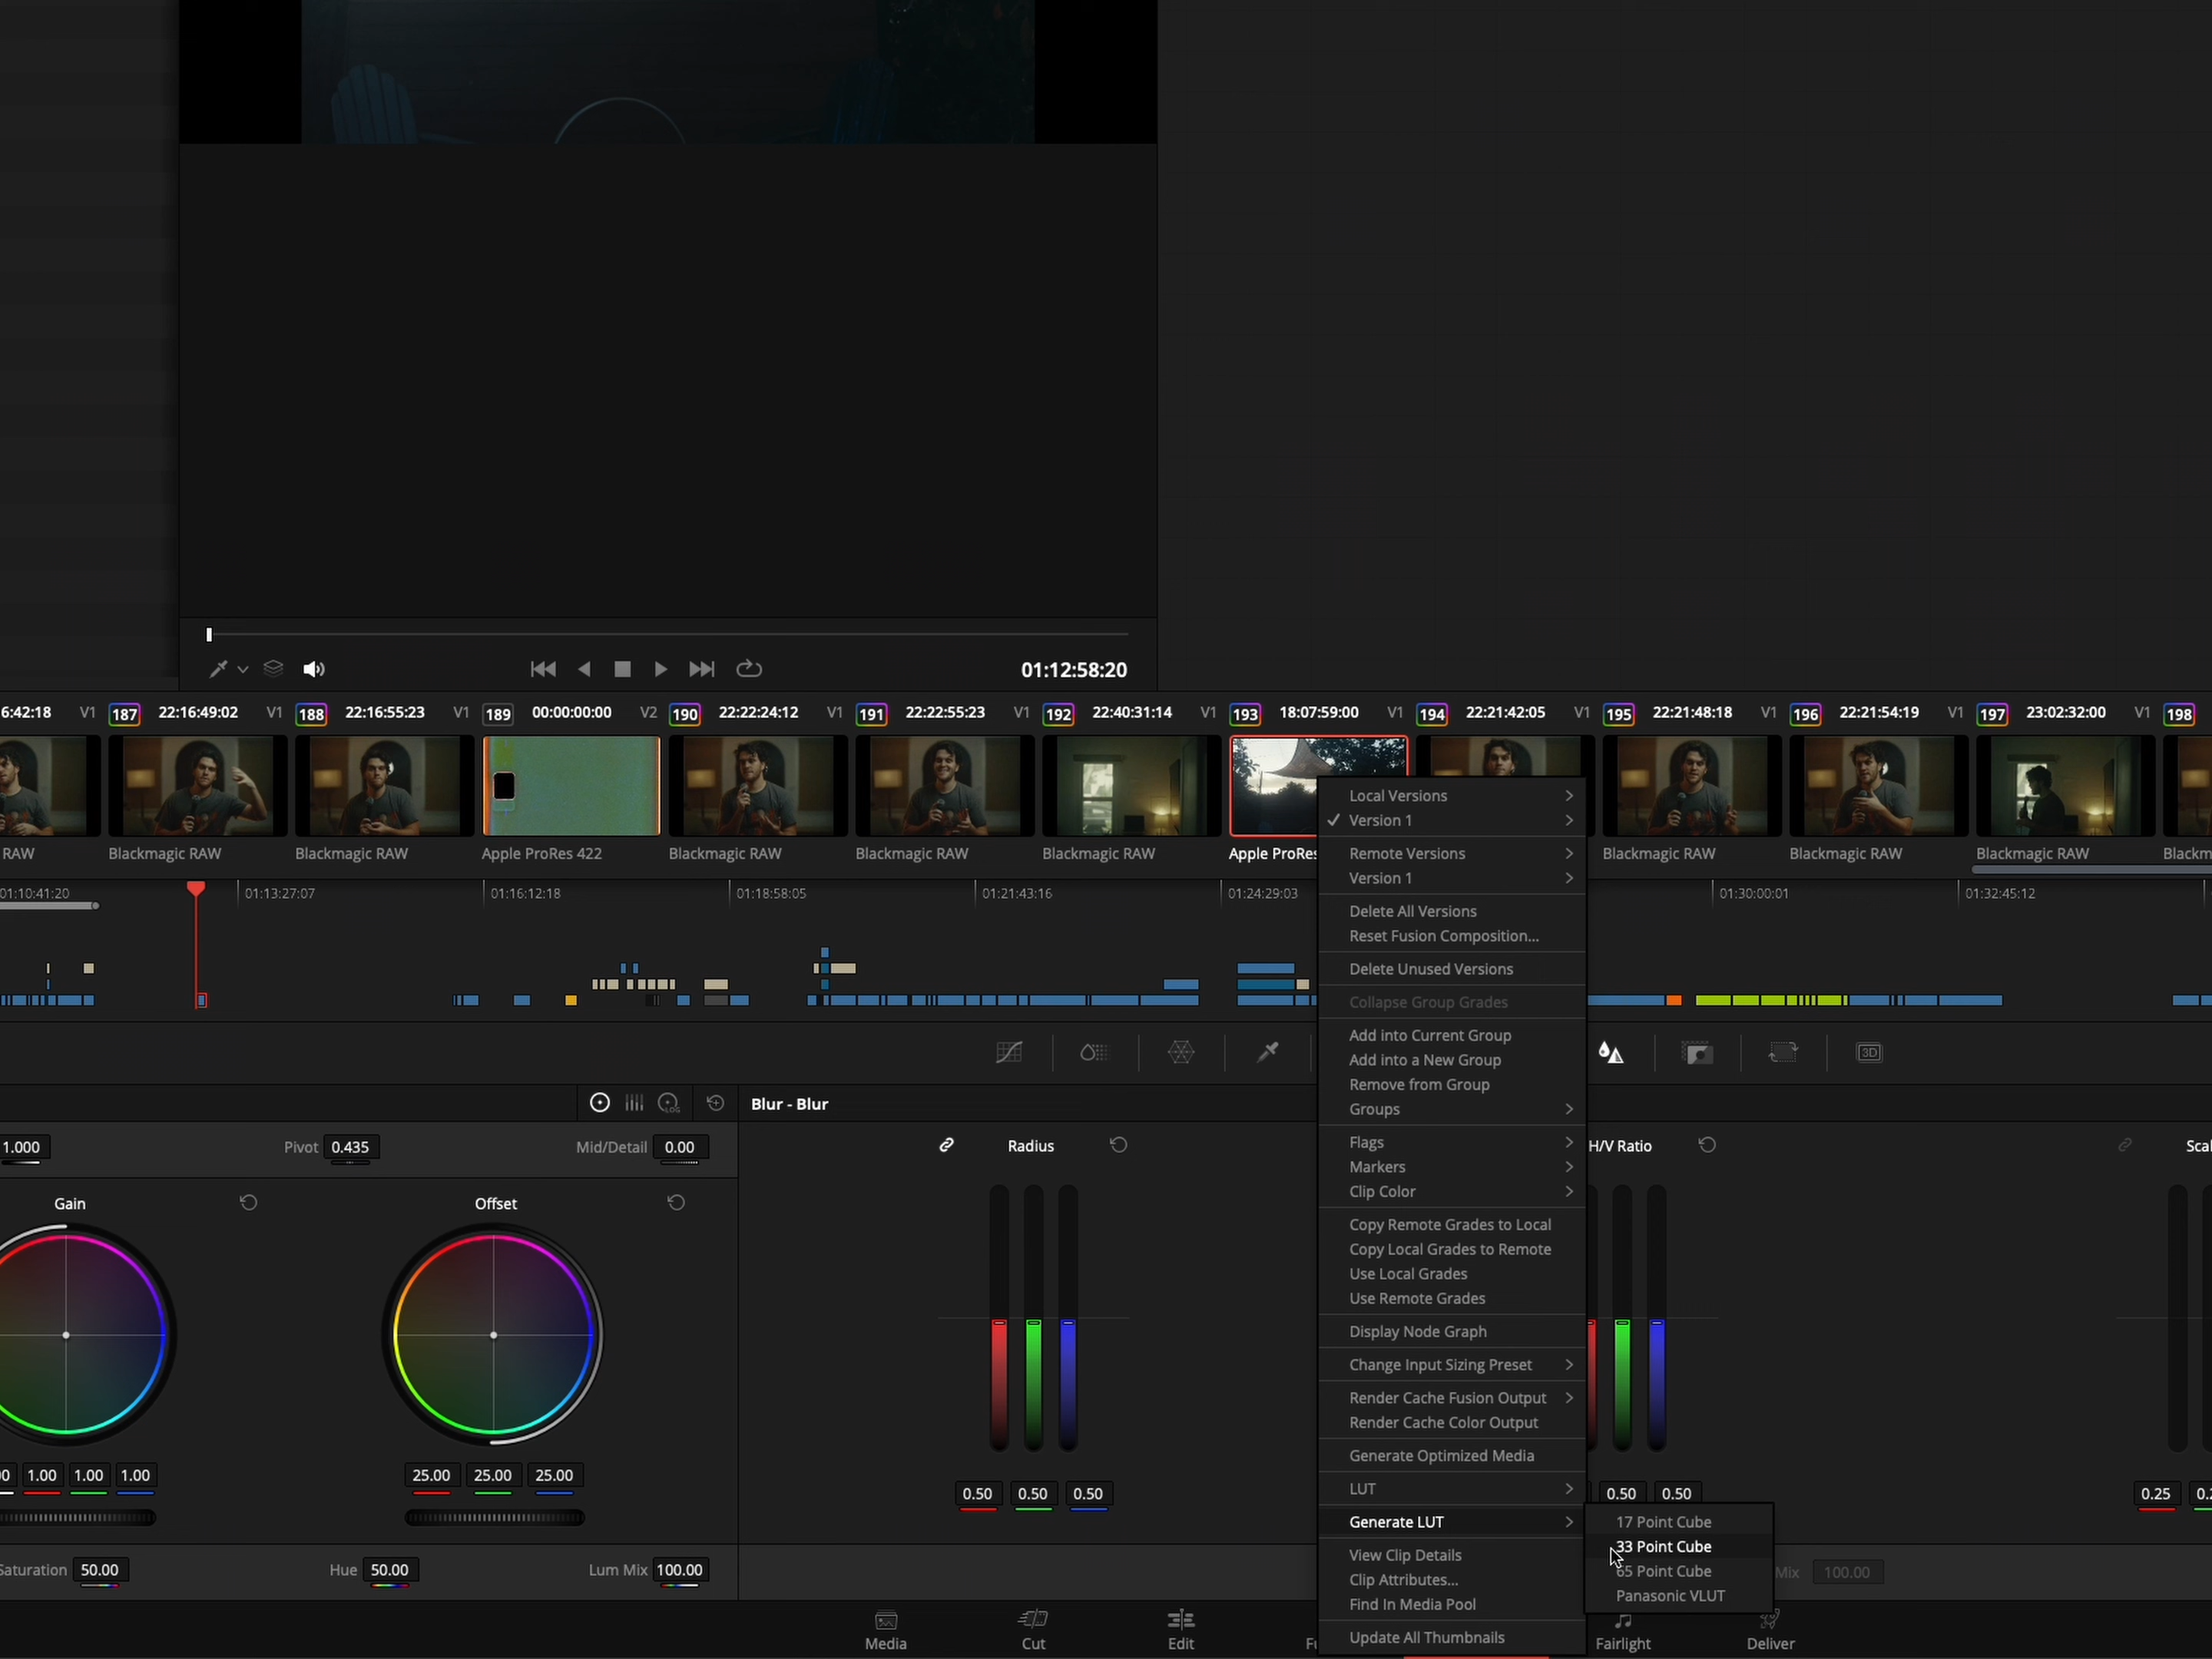 01:12:58:20
6:42:18 V1 187 22:16:49:02 V1 188 22:16:55:23 V1 189 00:00:00:00 V2 190 22:22:24:12 V1 191 22:22:55:23 V1 192 22:40:31:14 V1 193 18:07:59:00 V1 194 22:21:42:05 V1 195 22:21:48:18 V1 196 22:21:54:19 V1 197 23:02:32:00 V1 198
RAW Blackmagic RAW Blackmagic RAW Apple ProRes 422 Blackmagic RAW Blackmagic RAW Blackmagic RAW Apple ProRes Blackmagic RAW Blackmagic RAW Blackmagic RAW Blackm
01:10:41:20 01:13:27:07 01:16:12:18 01:18:58:05 01:21:43:16 01:24:29:03 01:30:00:01 01:32:45:12
Local Versions
Version 1
Remote Versions
Version 1
Delete All Versions
Reset Fusion Composition...
Delete Unused Versions
Collapse Group Grades
Add into Current Group
Add into a New Group
Remove from Group
Groups
Flags
Markers
Clip Color
Copy Remote Grades to Local
Copy Local Grades to Remote
Use Local Grades
Use Remote Grades
Display Node Graph
Change Input Sizing Preset
Render Cache Fusion Output
Render Cache Color Output
Generate Optimized Media
LUT
Generate LUT
View Clip Details
Clip Attributes...
Find In Media Pool
Update All Thumbnails
17 Point Cube
33 Point Cube
65 Point Cube
Panasonic VLUT
3D
LOG
Blur - Blur
1.000 Pivot 0.435 Mid/Detail 0.00
Radius H/V Ratio Scal
Gain Offset
0 1.00 1.00 1.00 25.00 25.00 25.00
0.50 0.50 0.50 0.50 0.50 0.25 0.2
Saturation 50.00 Hue 50.00 Lum Mix 100.00 Mix 100.00
Media Cut Edit Fu Fairlight Deliver